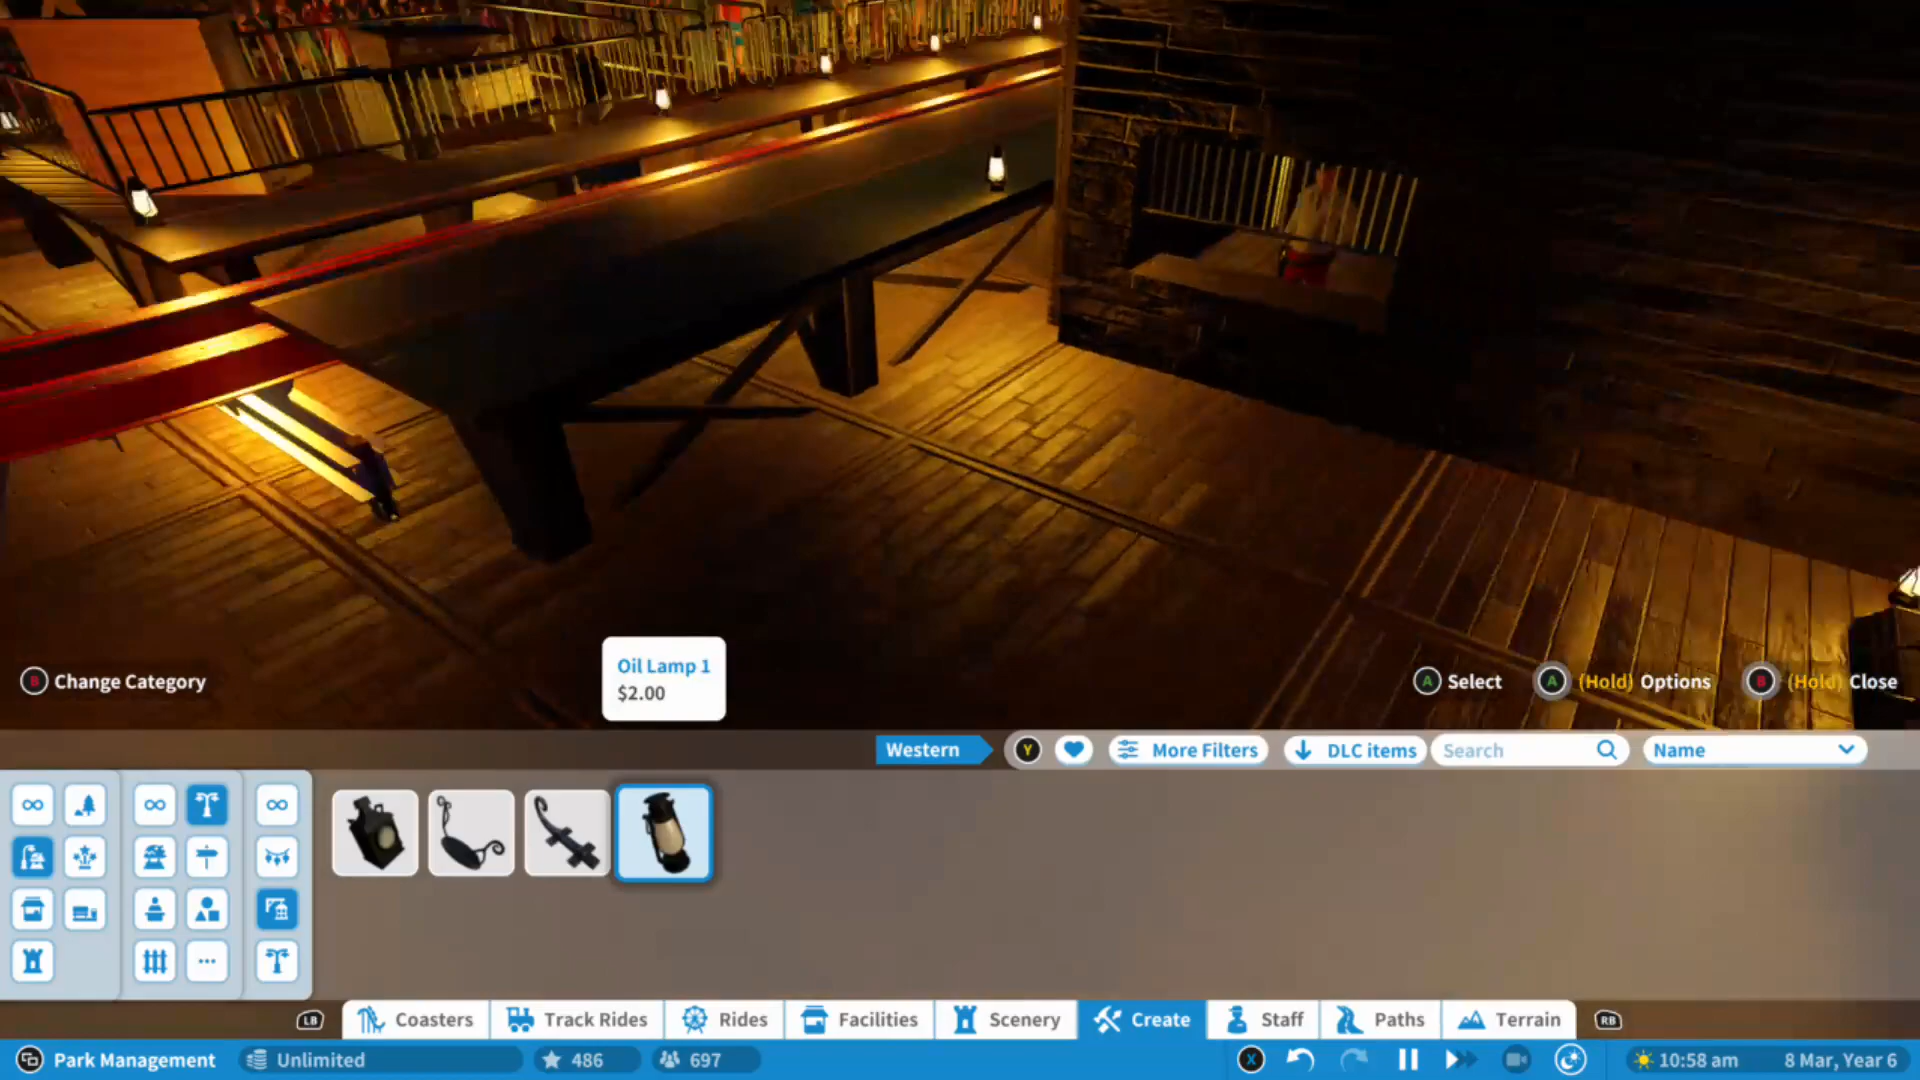 B Change Category
Oil Lamp 1
$2.00
A Select
A (Hold) Options
B (Hold) Close
Western
Y
More Filters
DLC items
Search
Name
LB
Coasters
Track Rides
Rides
Facilities
Scenery
Create
Staff
Paths
Terrain
RB
Park Management
Unlimited
486
697
X
10:58 am
8 Mar, Year 6